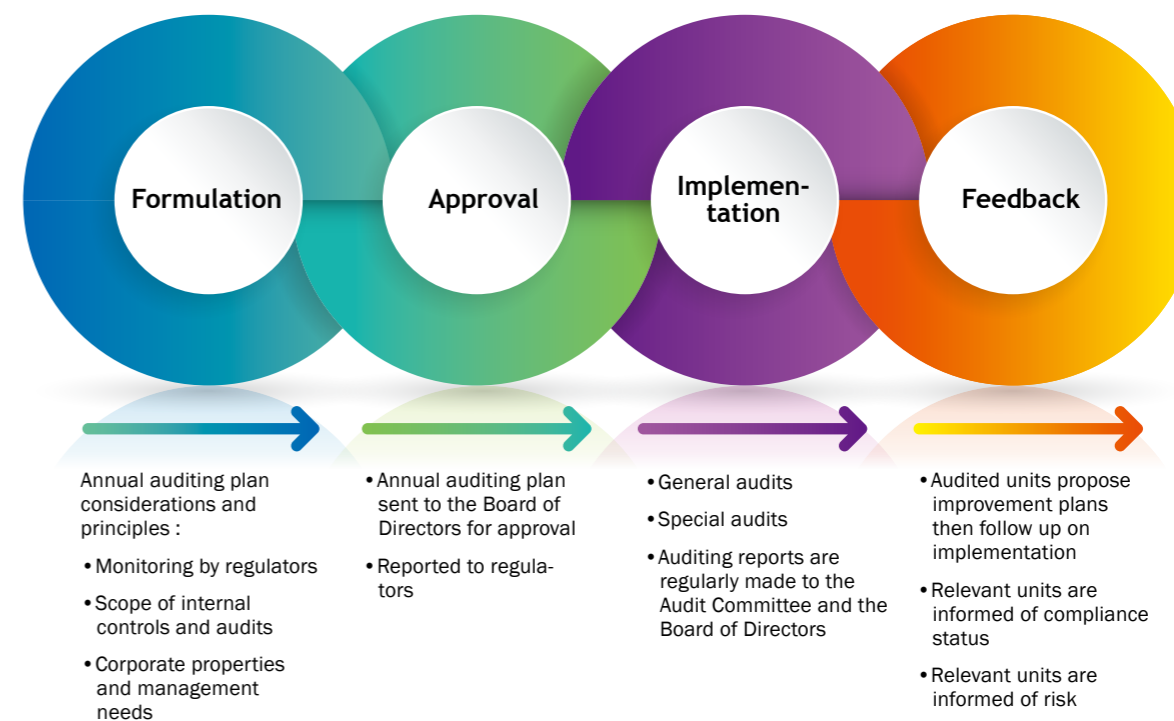 Formulation
Approval
Implemen-
tation
Feedback
Annual auditing plan
considerations and
principles :
•Monitoring by regulators
•Scope of internal
controls and audits
•Corporate properties
and management
needs
•Annual auditing plan
sent to the Board of
Directors for approval
•Reported to regula-
tors
•General audits
•Special audits
•Auditing reports are
regularly made to the
Audit Committee and the
Board of Directors
•Audited units propose
improvement plans
then follow up on
implementation
•Relevant units are
informed of compliance
status
•Relevant units are
informed of risk